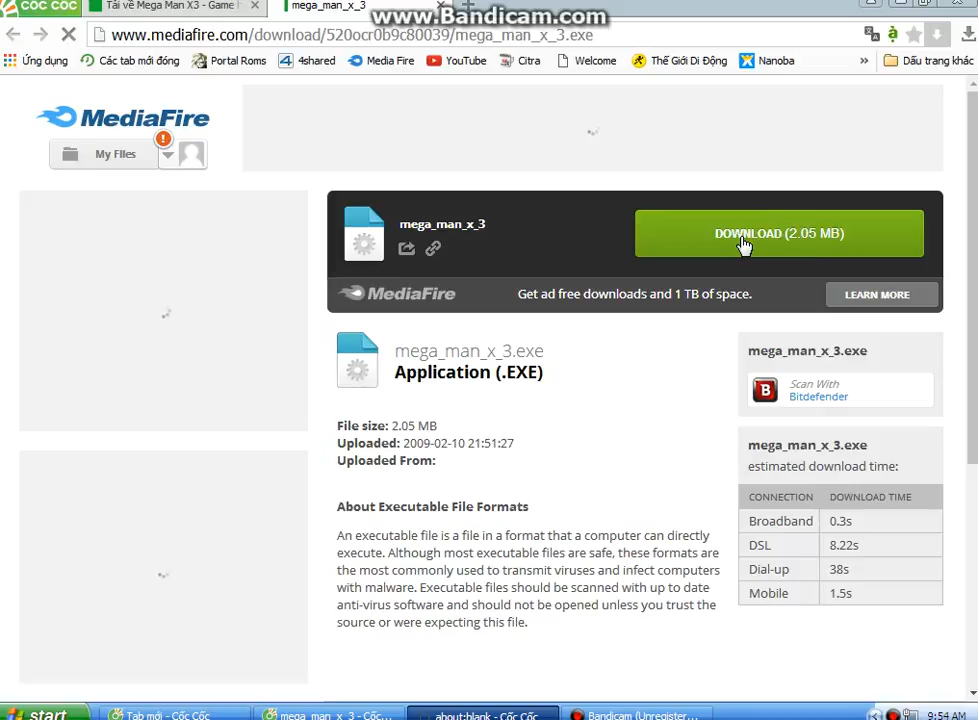 CỐC CỐC
Tải về Mega Man X3 - Game h
mega_man_x_3
www.Bandicam.com
www.mediafire.com/download/520ocr0b9c80039/mega_man_x_3.exe
Ứng dụng
Các tab mới đóng
Portal Roms
4shared
Media Fire
YouTube
Citra
Welcome
Thế Giới Di Động
Nanoba
»
Dấu trang khác
MediaFire
My Files
!
mega_man_x_3
DOWNLOAD (2.05 MB)
MediaFire
Get ad free downloads and 1 TB of space.
LEARN MORE
mega_man_x_3.exe
Application (.EXE)
mega_man_x_3.exe
B
Scan With
Bitdefender
File size: 2.05 MB
Uploaded: 2009-02-10 21:51:27
Uploaded From:
mega_man_x_3.exe
estimated download time:
CONNECTION DOWNLOAD TIME
Broadband 0.3s
DSL 8.22s
Dial-up 38s
Mobile 1.5s
About Executable File Formats
An executable file is a file in a format that a computer can directly
execute. Although most executable files are safe, these formats are
the most commonly used to transmit viruses and infect computers
with malware. Executable files should be scanned with up to date
anti-virus software and should not be opened unless you trust the
source or were expecting this file.
start
Tab mới - Cốc Cốc
mega_man_x_3 - Cốc...
about:blank - Cốc Cốc
Bandicam (Unregister...
9:54 AM